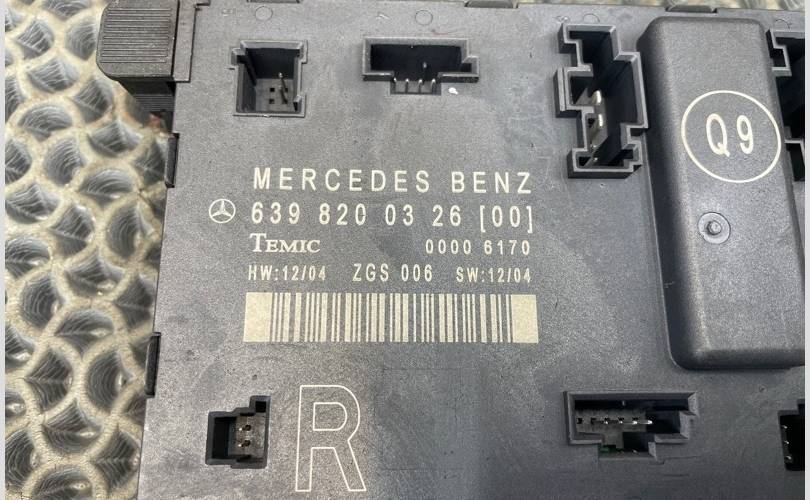 Q9
MERCEDES BENZ
639 820 03 26 [00]
TEMIC 0000 6170
HW:12/04 ZGS 006 SW:12/04
R